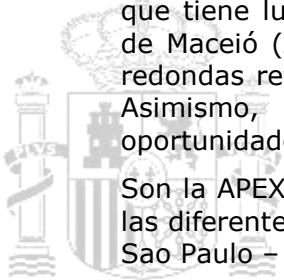 que tiene lu
de Maceió (
redondas re
Asimismo,
oportunidad
Son la APEX
las diferente
Sao Paulo –